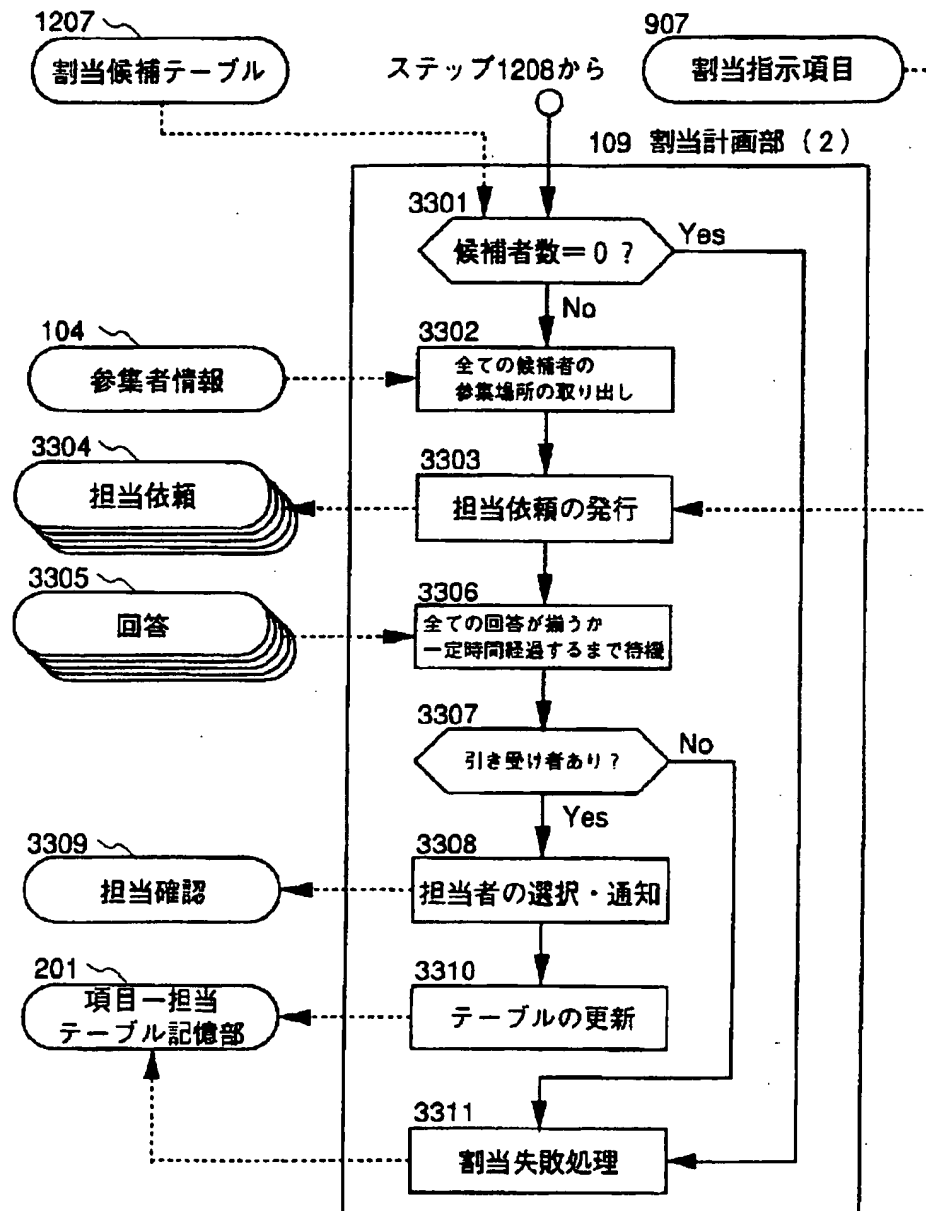 1207
割当候補テーブル
ステップ1208から
907
割当指示項目
109 割当計画部（2）
3301
候補者数＝0？
Yes
No
104
参集者情報
3302
全ての候補者の
参集場所の取り出し
3304
担当依頼
3303
担当依頼の発行
3305
回答
3306
全ての回答が揃うか
一定時間経過するまで待機
3307
引き受け者あり？
No
Yes
3309
担当確認
3308
担当者の選択・通知
201
項目ー担当
テーブル記憶部
3310
テーブルの更新
3311
割当失敗処理